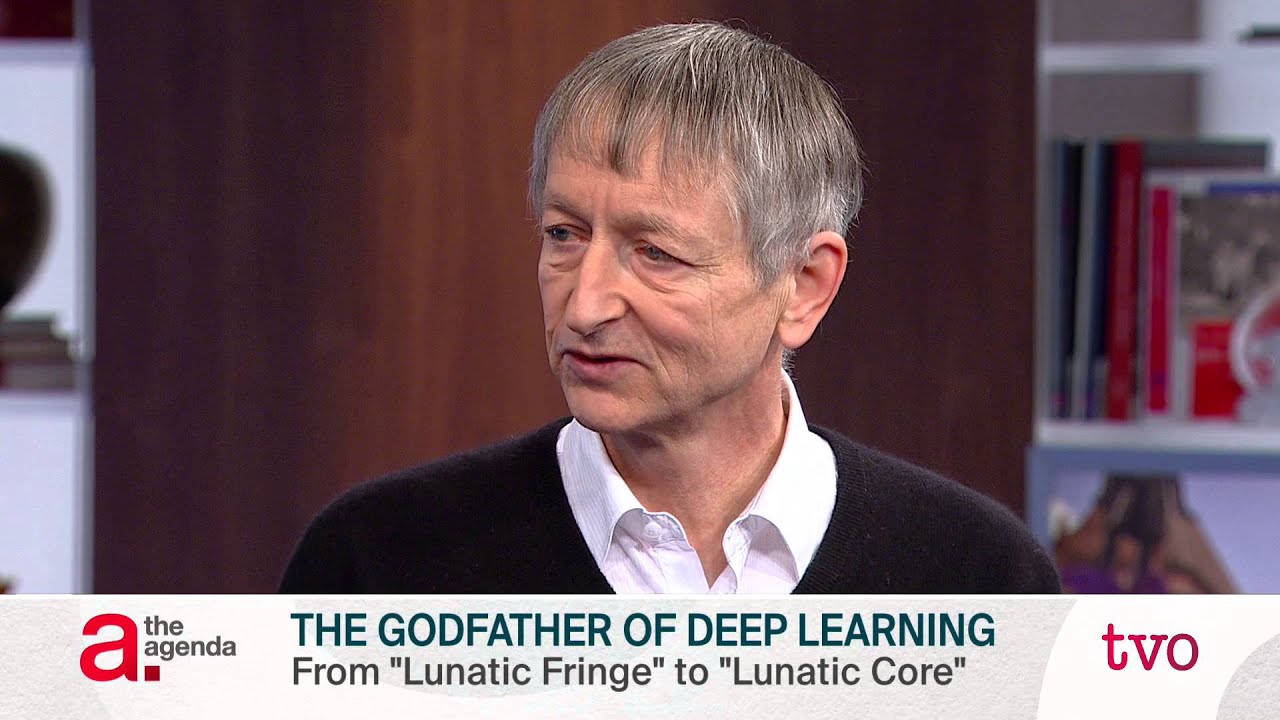 a. the agenda
THE GODFATHER OF DEEP LEARNING
From "Lunatic Fringe" to "Lunatic Core"
tvo